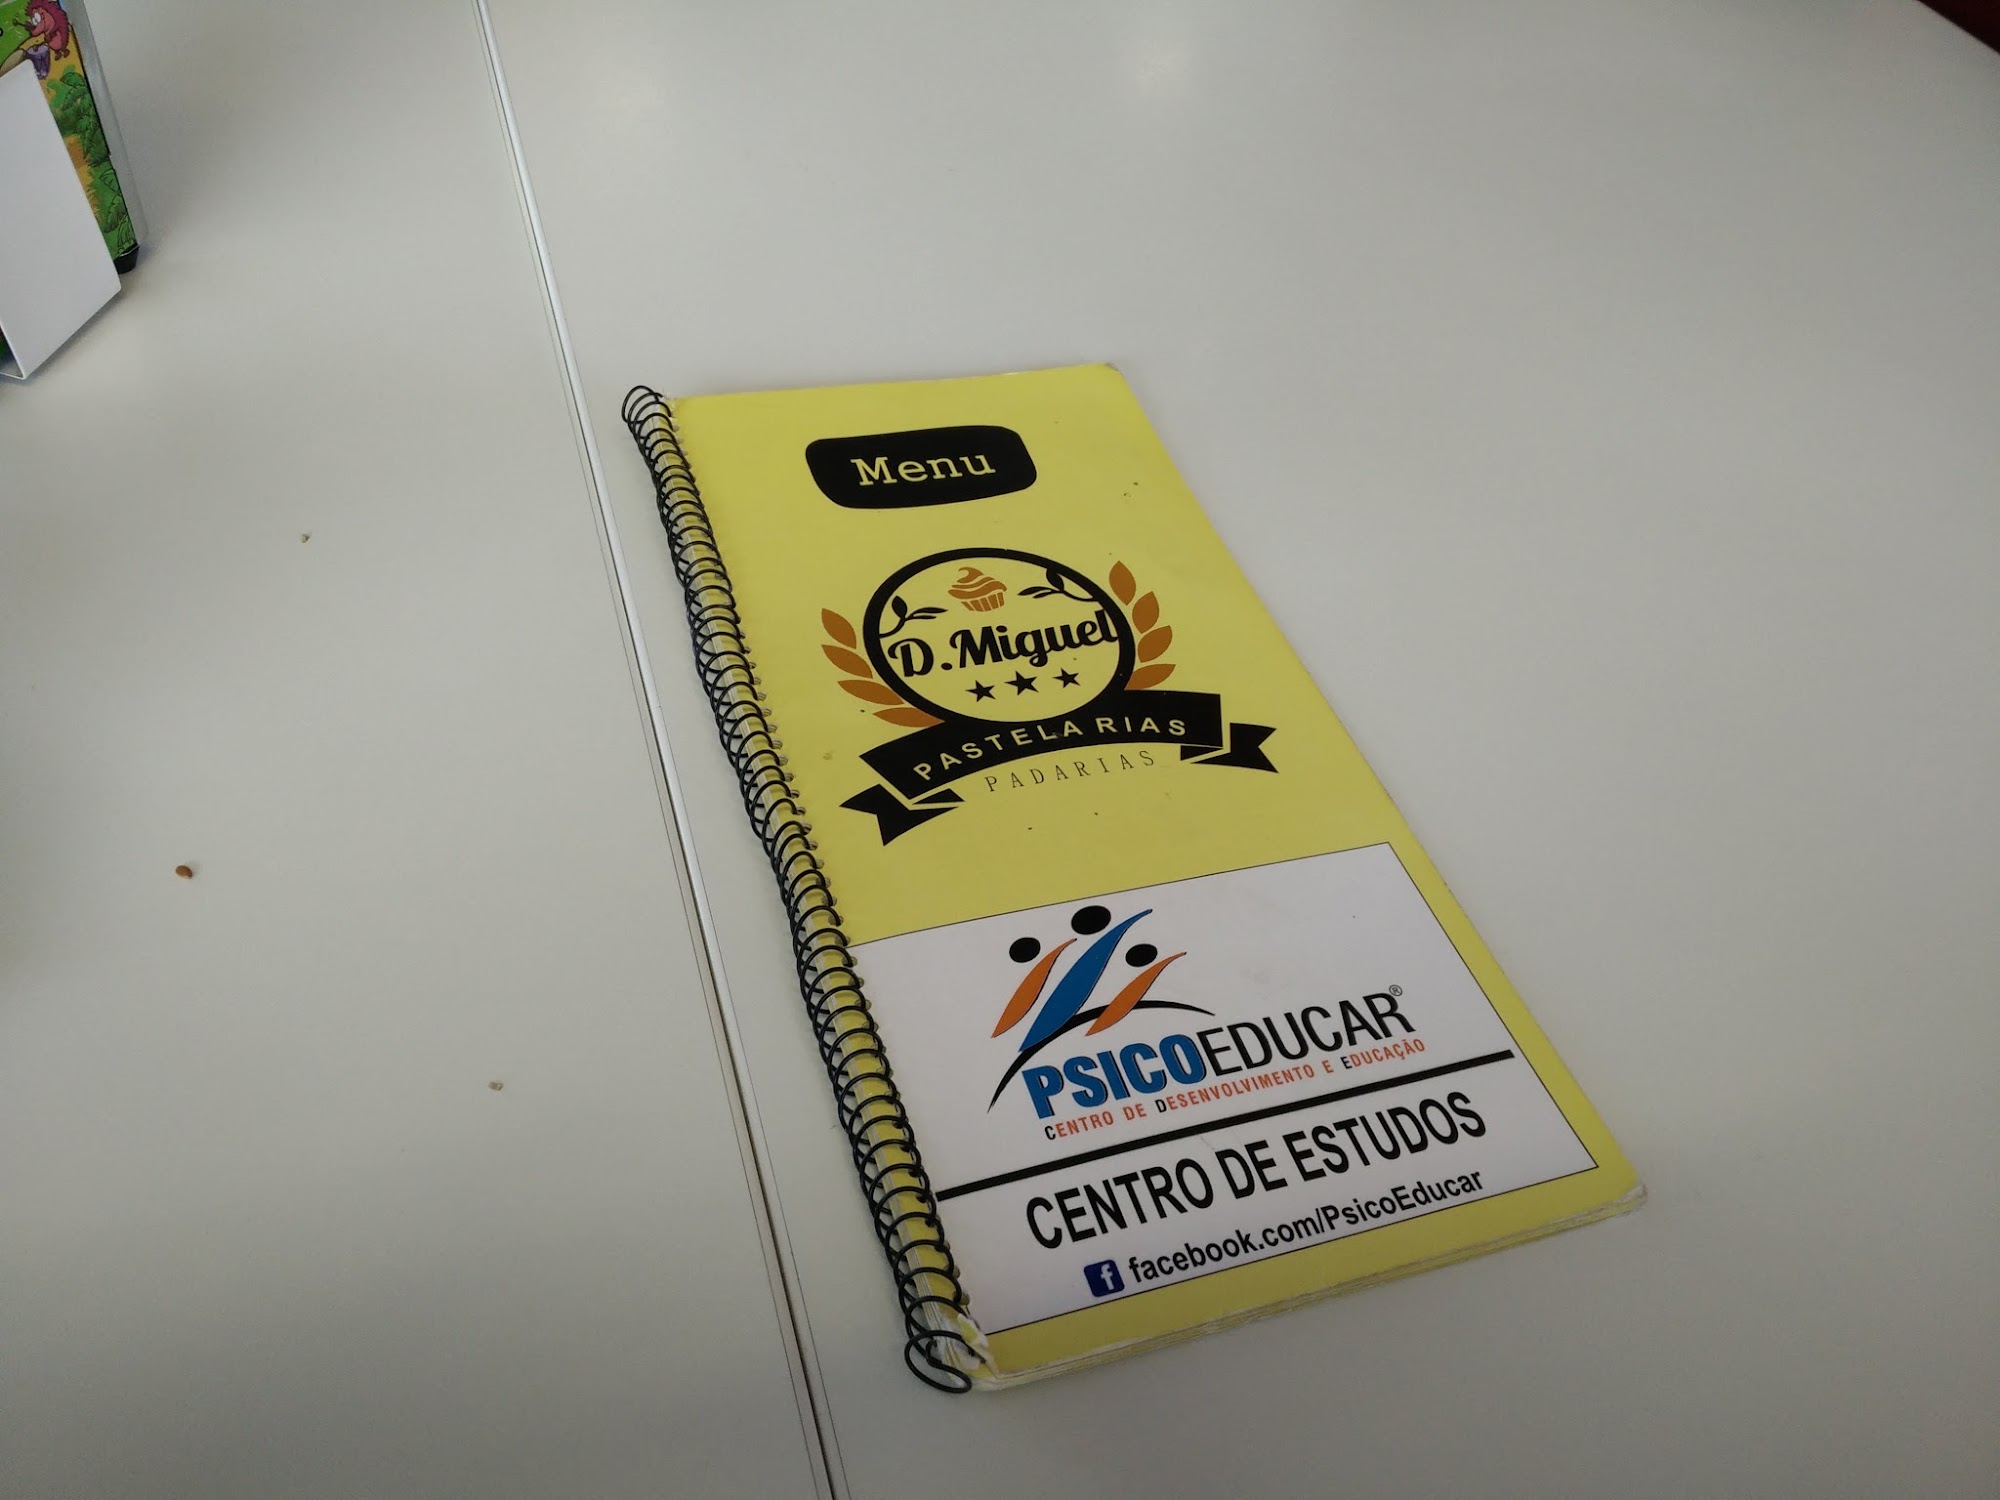 Menu
D.Miguel
PASTELARIAS
PADARIAS
PSICOEDUCAR®
CENTRO DE DESENVOLVIMENTO E EDUCAÇÃO
CENTRO DE ESTUDOS
f facebook.com/PsicoEducar